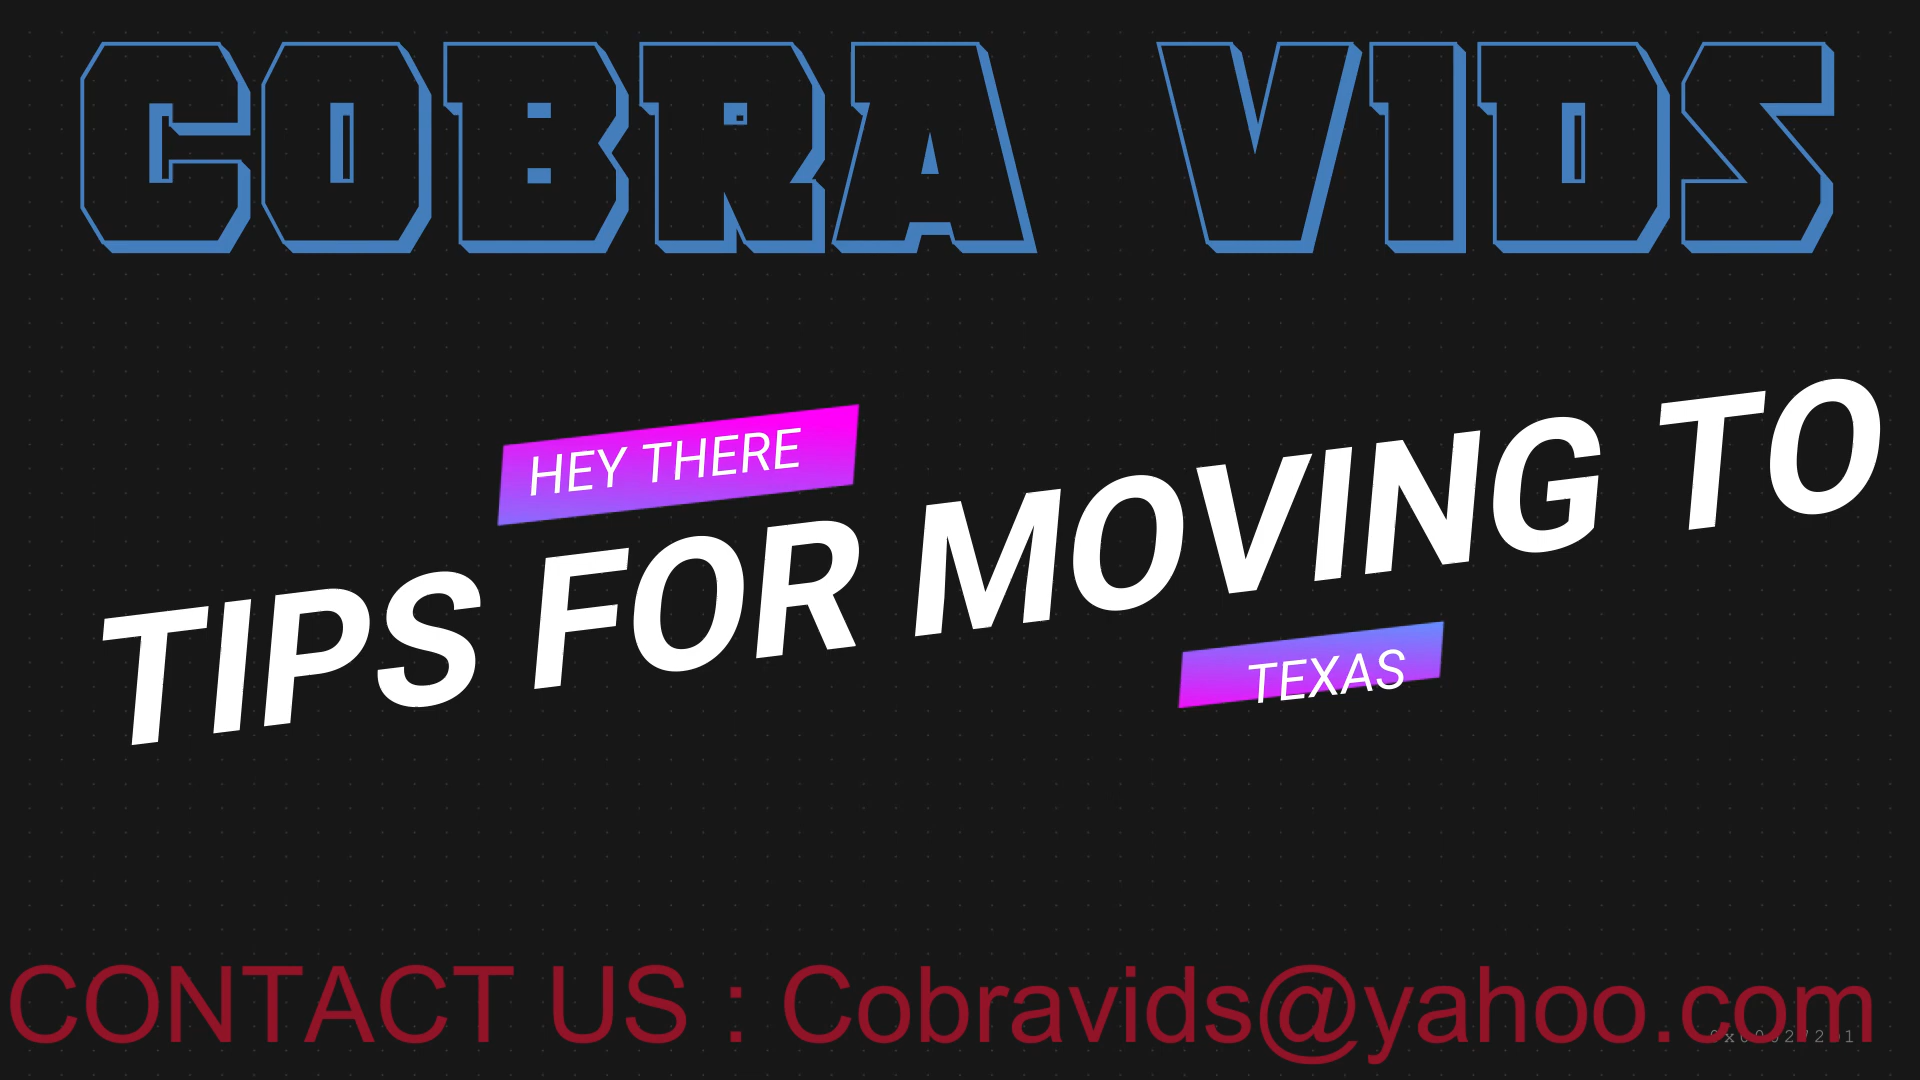 COBRA VIDS
HEY THERE
TIPS FOR MOVING TO
TEXAS
CONTACT US : Cobravids@yahoo.com